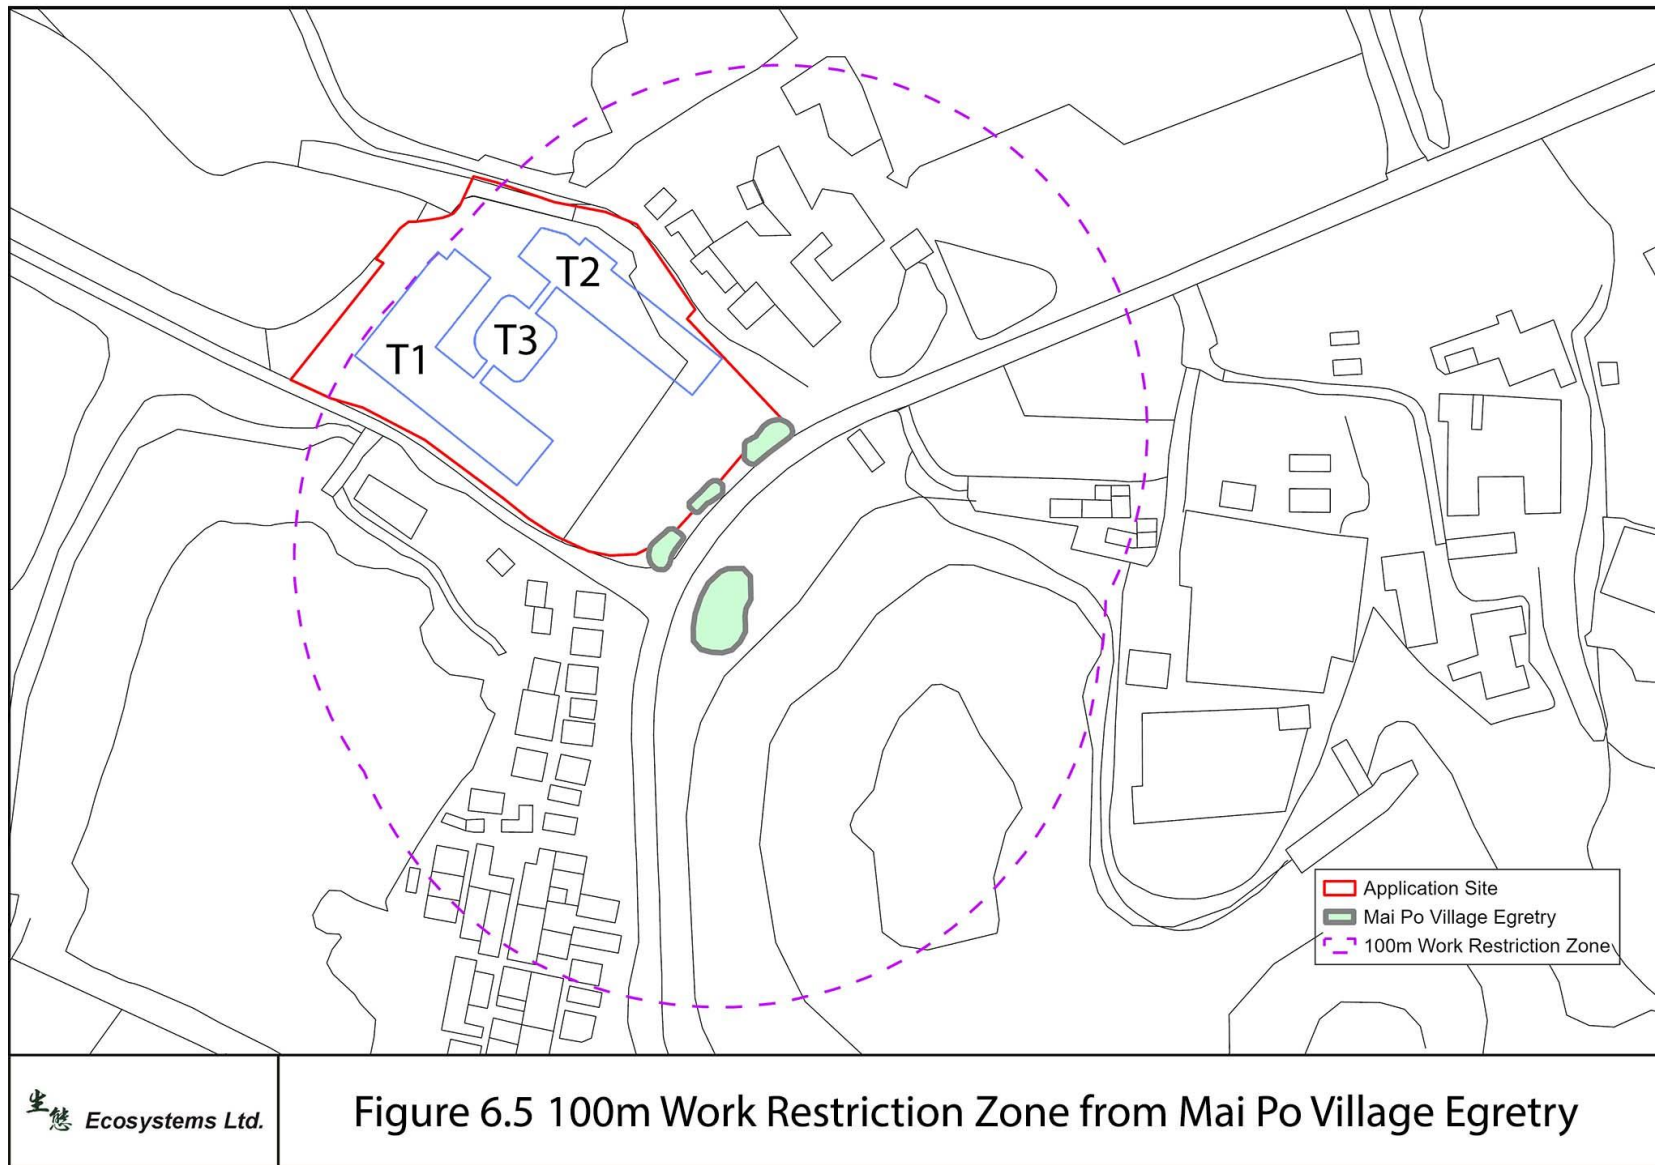 T2
T3
T1
Application Site
Mai Po Village Egretry
100m Work Restriction Zone
生態 Ecosystems Ltd.
Figure 6.5 100m Work Restriction Zone from Mai Po Village Egretry